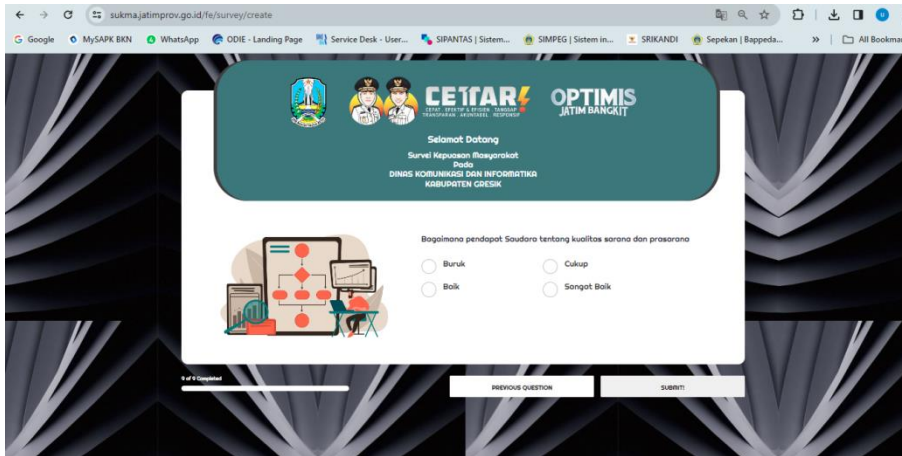 sukma.jatimprov.go.id/fe/survey/create
Google MySAPK BKN WhatsApp ODIE - Landing Page Service Desk - User... SIPANTAS | Sistem... SIMPEG | Sistem in... SRIKANDI Sepekan | Bappeda... » All Bookmar
CETTAR
CEPAT, EFEKTIF & EFISIEN, TANGGAP
TRANSPARAN, AKUNTABEL, RESPONSIF
OPTIMIS
JATIM BANGKIT
Selamat Datang
Survei Kepuasan Masyarakat
Pada
DINAS KOMUNIKASI DAN INFORMATIKA
KABUPATEN GRESIK
Bagaimana pendapat Saudara tentang kualitas sarana dan prasarana
Buruk Cukup
Baik Sangat Baik
9 of 9 Completed
PREVIOUS QUESTION SUBMIT!